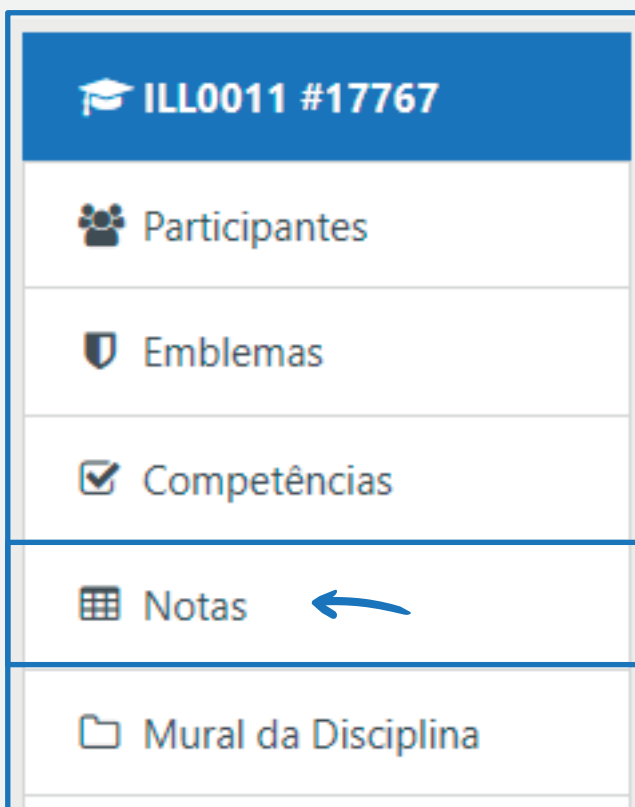 ILL0011 #17767
Participantes
Emblemas
Competências
Notas
Mural da Disciplina